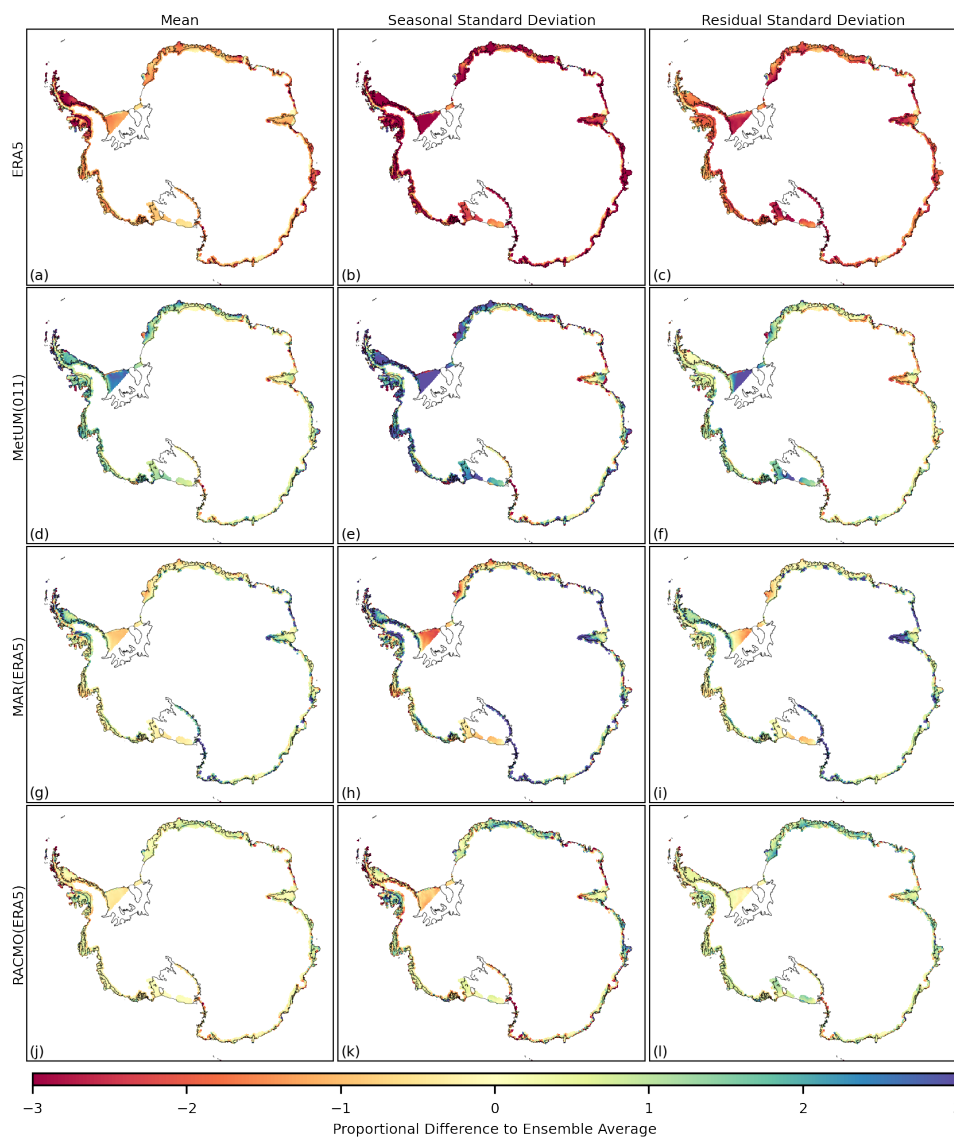 Mean Seasonal Standard Deviation Residual Standard Deviation
ERA5
(a) (b) (c)
MetUM(011)
(d) (e) (f)
MAR(ERA5)
(g) (h) (i)
RACMO(ERA5)
(j) (k) (l)
−3 −2 −1 0 1 2
Proportional Difference to Ensemble Average